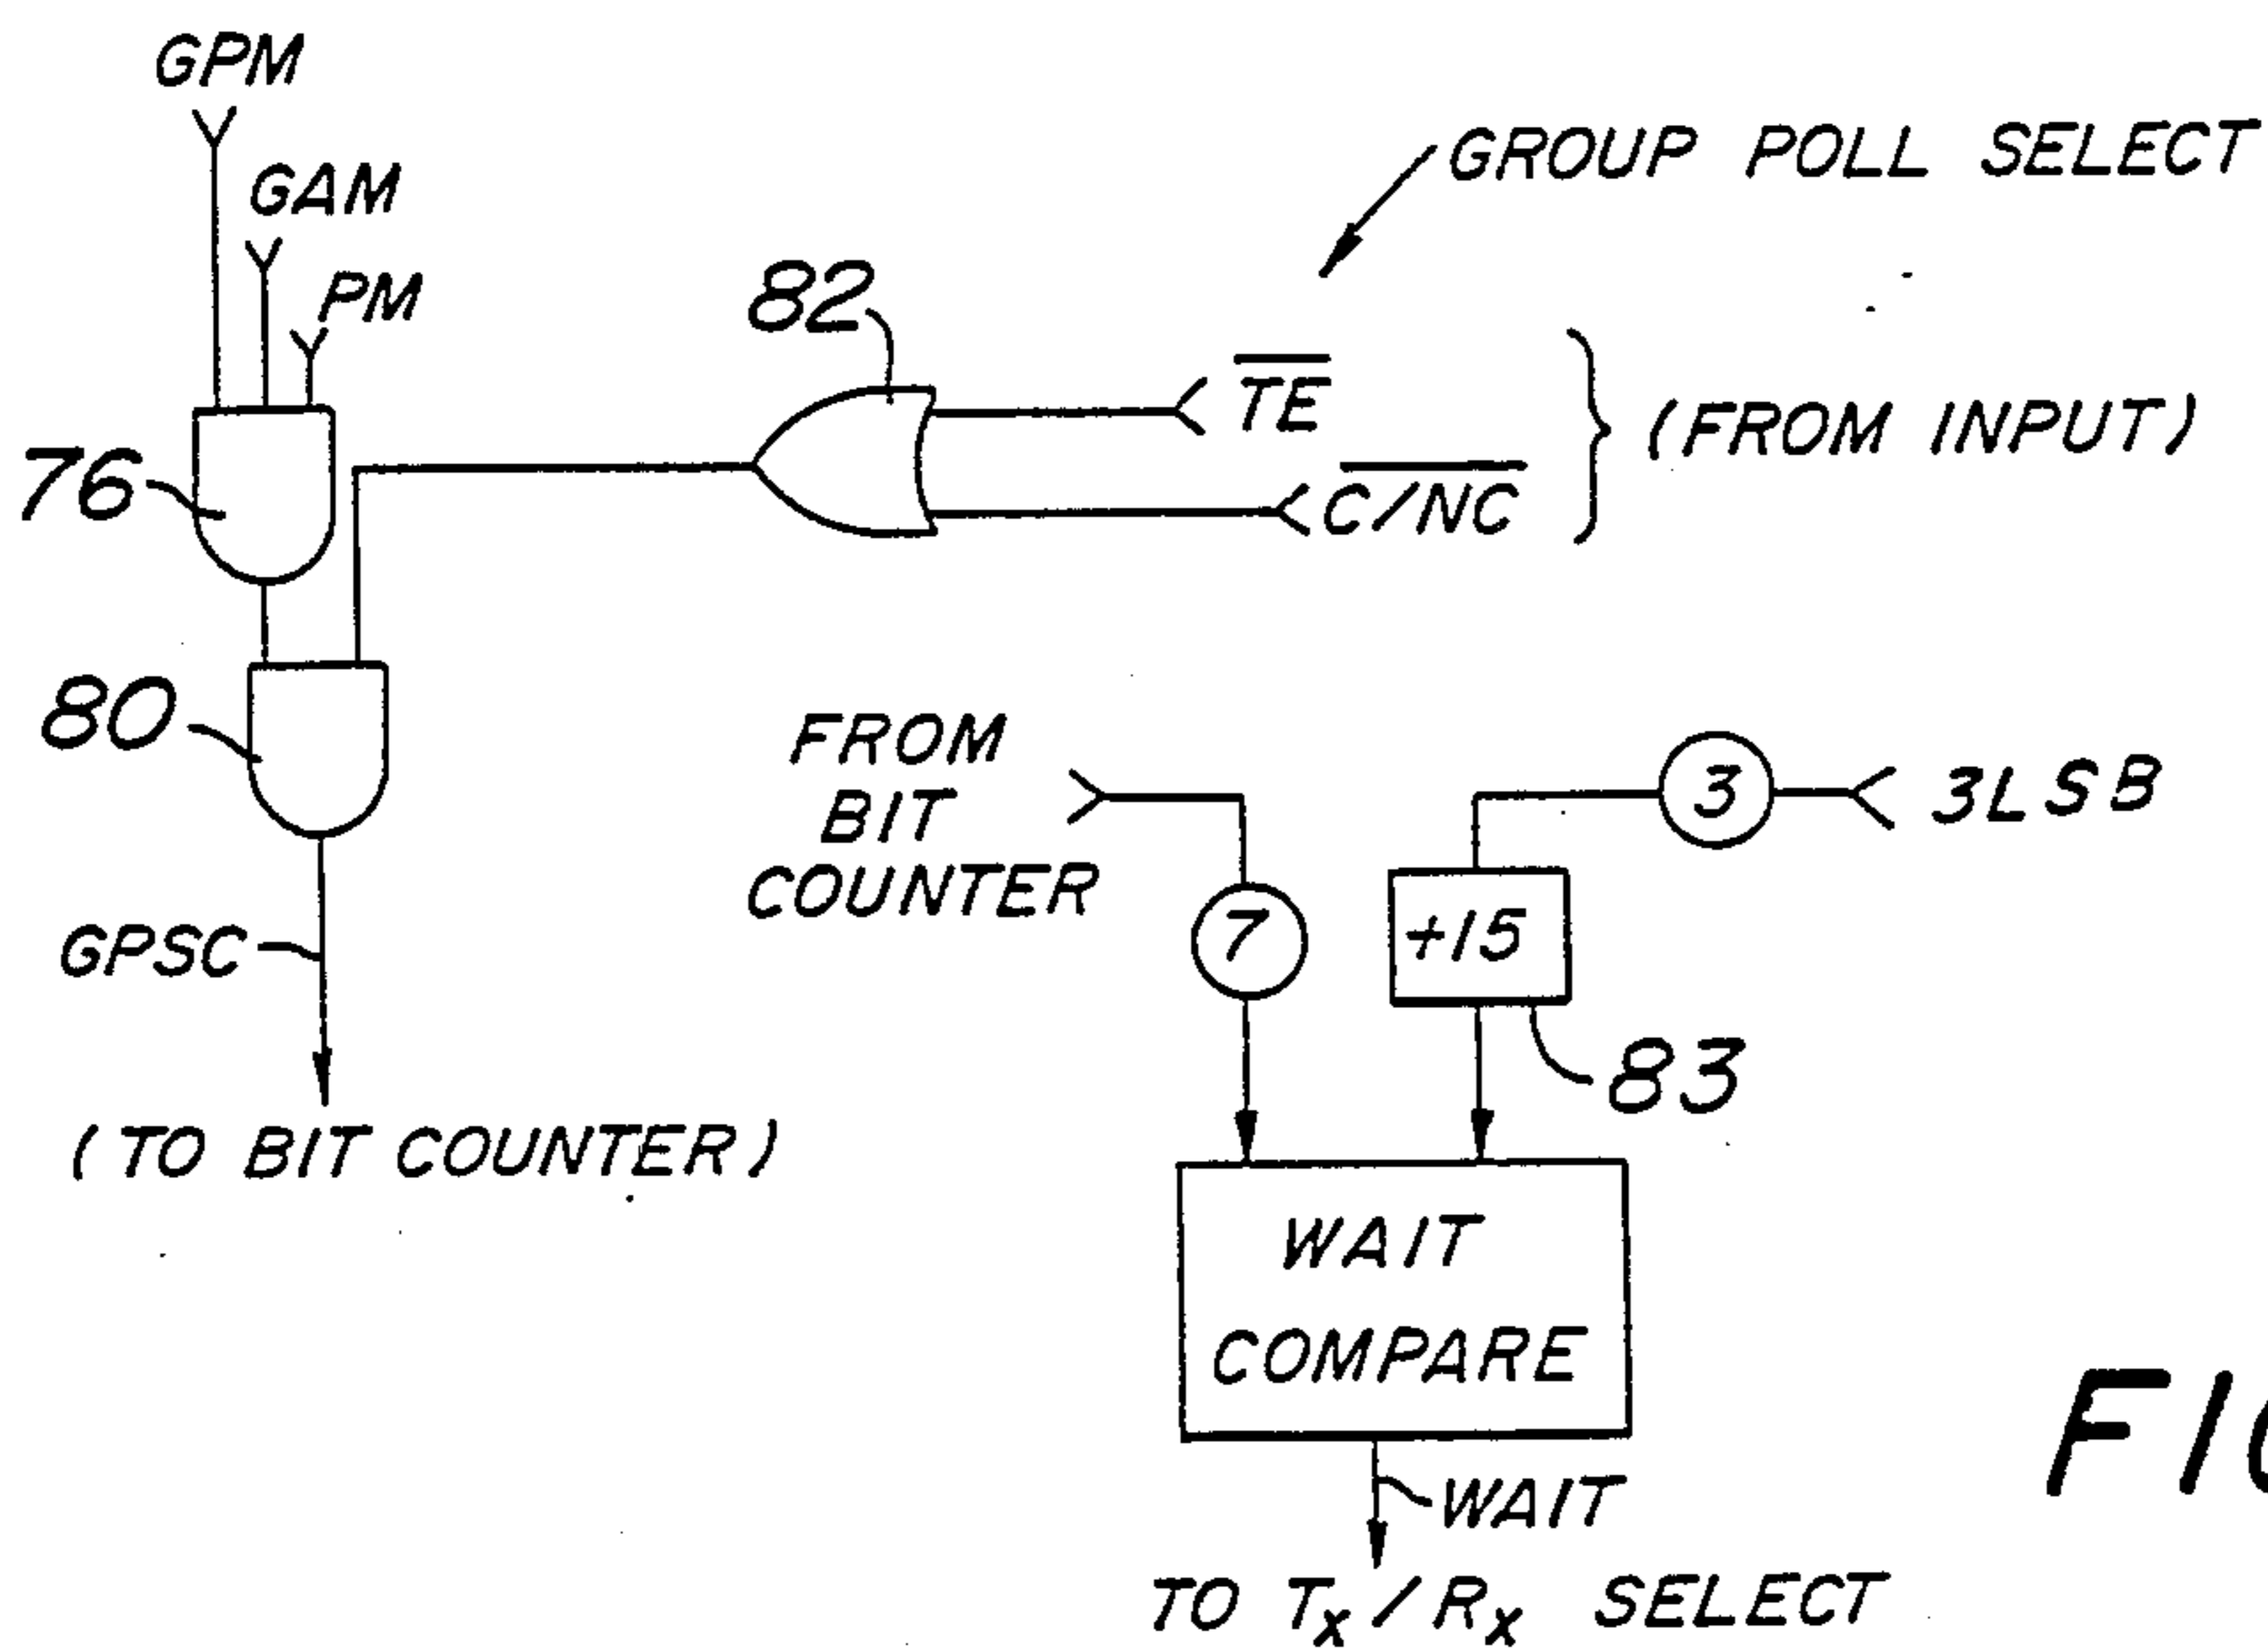 GPM
GROUP POLL SELECT
GAM
PM
82
TE
(FROM INPUT)
76
C/NC
80
FROM
BIT
COUNTER
3
3LSB
7
+15
GPSC
83
(TO BIT COUNTER)
WAIT
COMPARE
WAIT
TO Tx/Rx SELECT